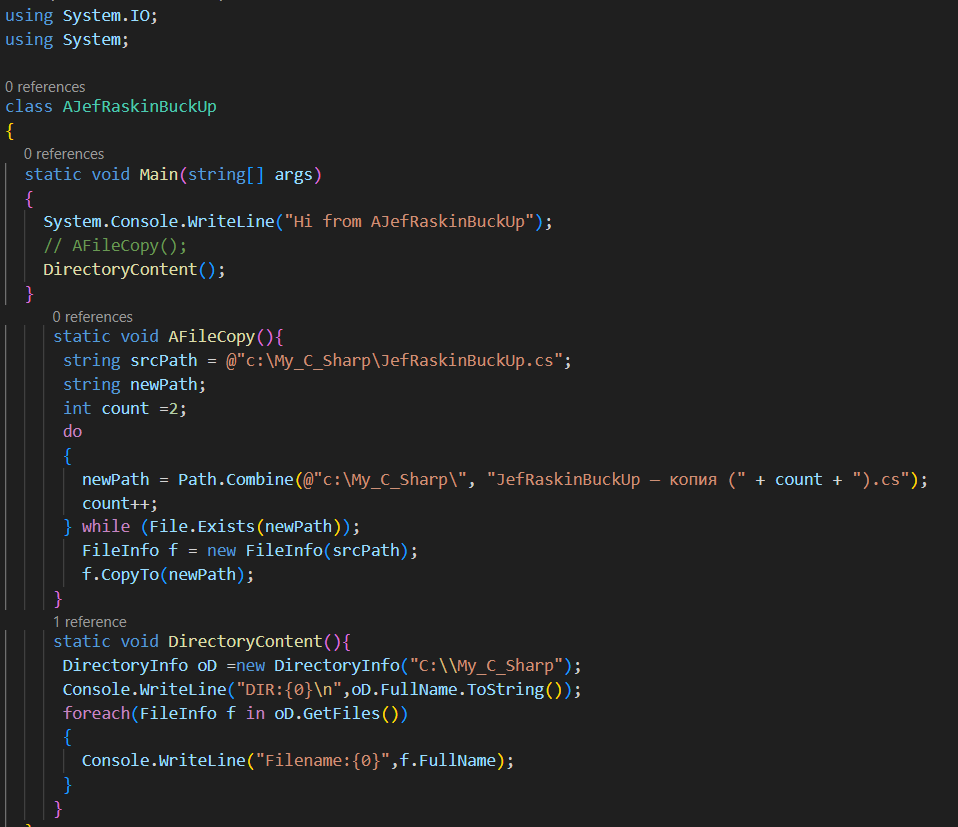 using System.IO;
using System;
0 references
class AJefRaskinBuckUp
{
0 references
static void Main(string[] args)
{
System.Console.WriteLine("Hi from AJefRaskinBuckUp");
// AFileCopy();
DirectoryContent();
}
0 references
static void AFileCopy(){
string srcPath = @"c:\My_C_Sharp\JefRaskinBuckUp.cs";
string newPath;
int count =2;
do
{
newPath = Path.Combine(@"c:\My_C_Sharp\", "JefRaskinBuckUp — копия (" + count + ").cs");
count++;
} while (File.Exists(newPath));
FileInfo f = new FileInfo(srcPath);
f.CopyTo(newPath);
}
1 reference
static void DirectoryContent(){
DirectoryInfo oD =new DirectoryInfo("C:\\My_C_Sharp");
Console.WriteLine("DIR:{0}\n",oD.FullName.ToString());
foreach(FileInfo f in oD.GetFiles())
{
Console.WriteLine("Filename:{0}",f.FullName);
}
}